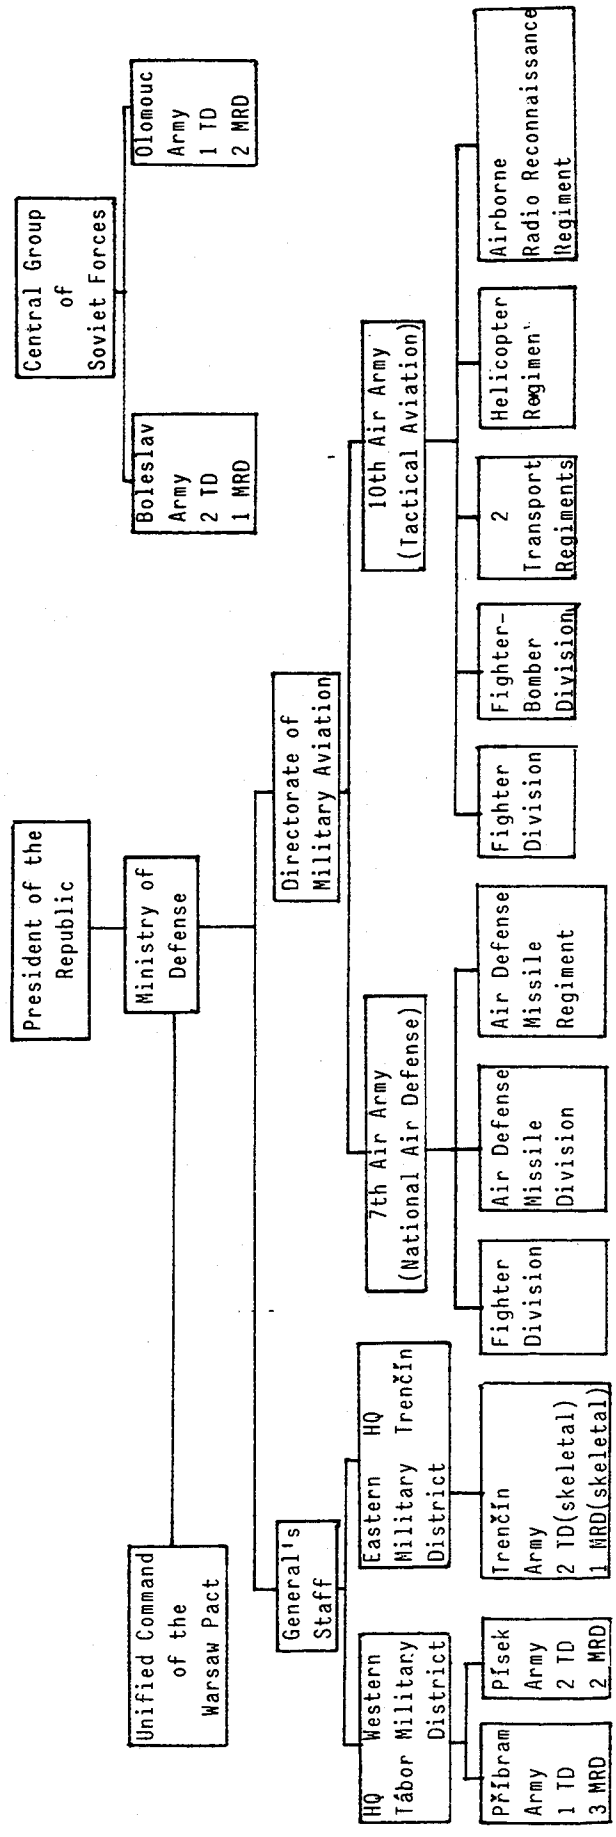 President of the
Republic
Ministry of
Defense
Unified Command
of the
Warsaw Pact
Central Group
of
Soviet Forces
Boleslav
Army
2 TD
1 MRD
Olomouc
Army
1 TD
2 MRD
General's
Staff
Directorate of
Military Aviation
HQ Western
Tábor Military
District
Eastern HQ
Military Trenčín
District
7th Air Army
(National Air Defense)
10th Air Army
(Tactical Aviation)
Příbram
Army
1 TD
3 MRD
Písek
Army
2 TD
2 MRD
Trenčín
Army
2 TD(skeletal)
1 MRD(skeletal)
Fighter
Division
Air Defense
Missile
Division
Air Defense
Missile
Regiment
Fighter
Division
Fighter-
Bomber
Division
2
Transport
Regiments
Helicopter
Regimen
Airborne
Radio Reconnaissance
Regiment